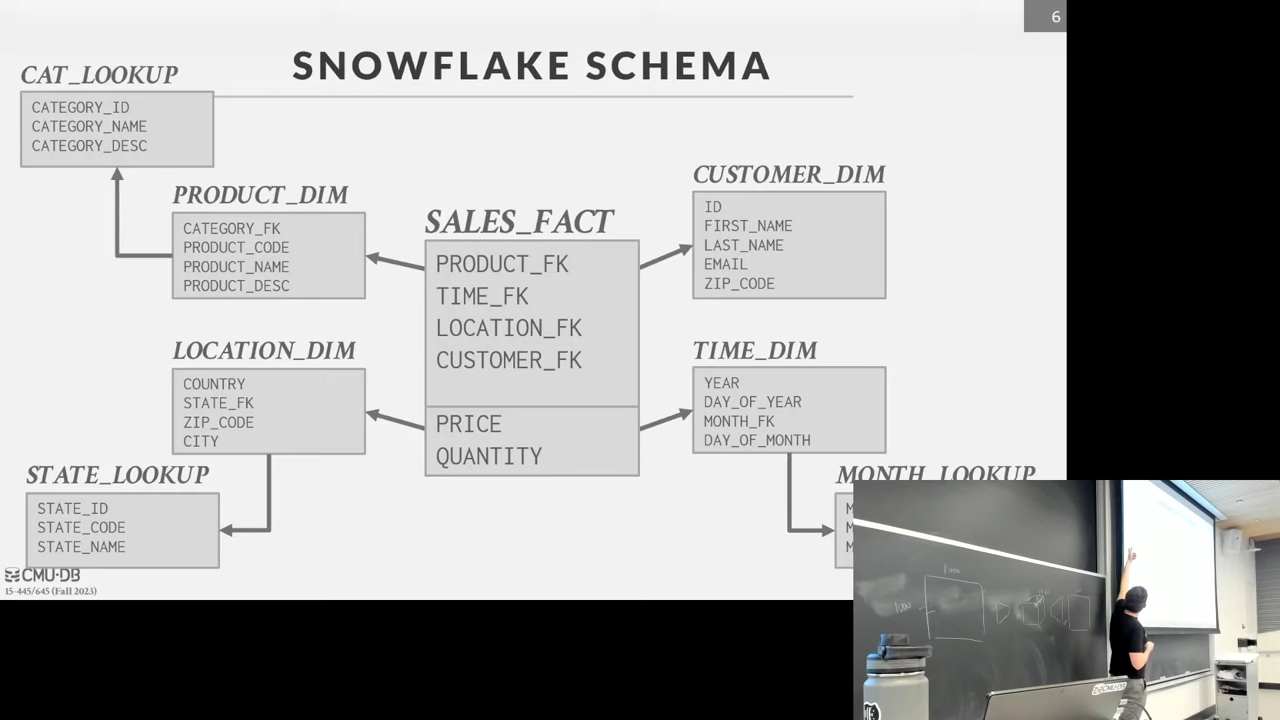 6
SNOWFLAKE SCHEMA
CAT_LOOKUP
CATEGORY_ID
CATEGORY_NAME
CATEGORY_DESC
PRODUCT_DIM
CATEGORY_FK
PRODUCT_CODE
PRODUCT_NAME
PRODUCT_DESC
SALES_FACT
PRODUCT_FK
TIME_FK
LOCATION_FK
CUSTOMER_FK
PRICE
QUANTITY
CUSTOMER_DIM
ID
FIRST_NAME
LAST_NAME
EMAIL
ZIP_CODE
LOCATION_DIM
COUNTRY
STATE_FK
ZIP_CODE
CITY
TIME_DIM
YEAR
DAY_OF_YEAR
MONTH_FK
DAY_OF_MONTH
STATE_LOOKUP
STATE_ID
STATE_CODE
STATE_NAME
MONTH_LOOKUP
M
M
M
CMU·DB
15-445/645 (Fall 2023)
CMU·DB